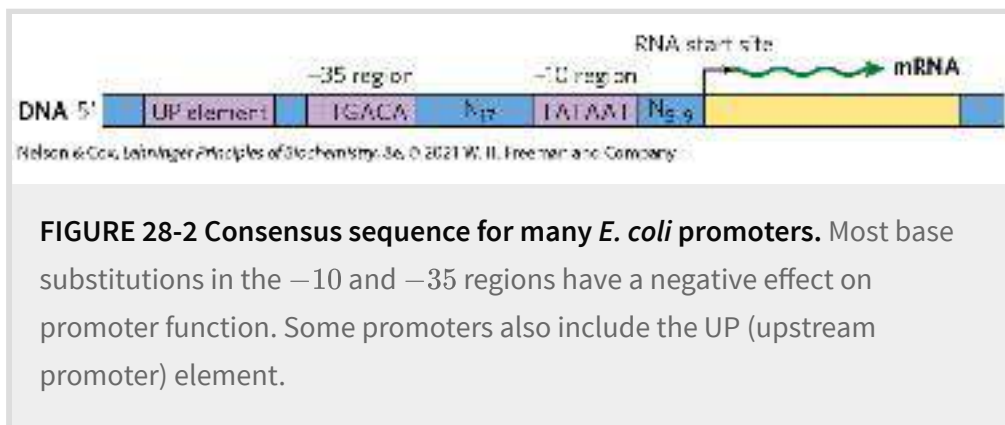 RNA start site
−35 region
−10 region
mRNA
DNA 5′
UP element
TGACA
N17
TATAAT
N5-9
Nelson & Cox, Lehninger Principles of Biochemistry, 8e, © 2021 W. H. Freeman and Company
FIGURE 28-2 Consensus sequence for many E. coli promoters. Most base
substitutions in the −10 and −35 regions have a negative effect on
promoter function. Some promoters also include the UP (upstream
promoter) element.